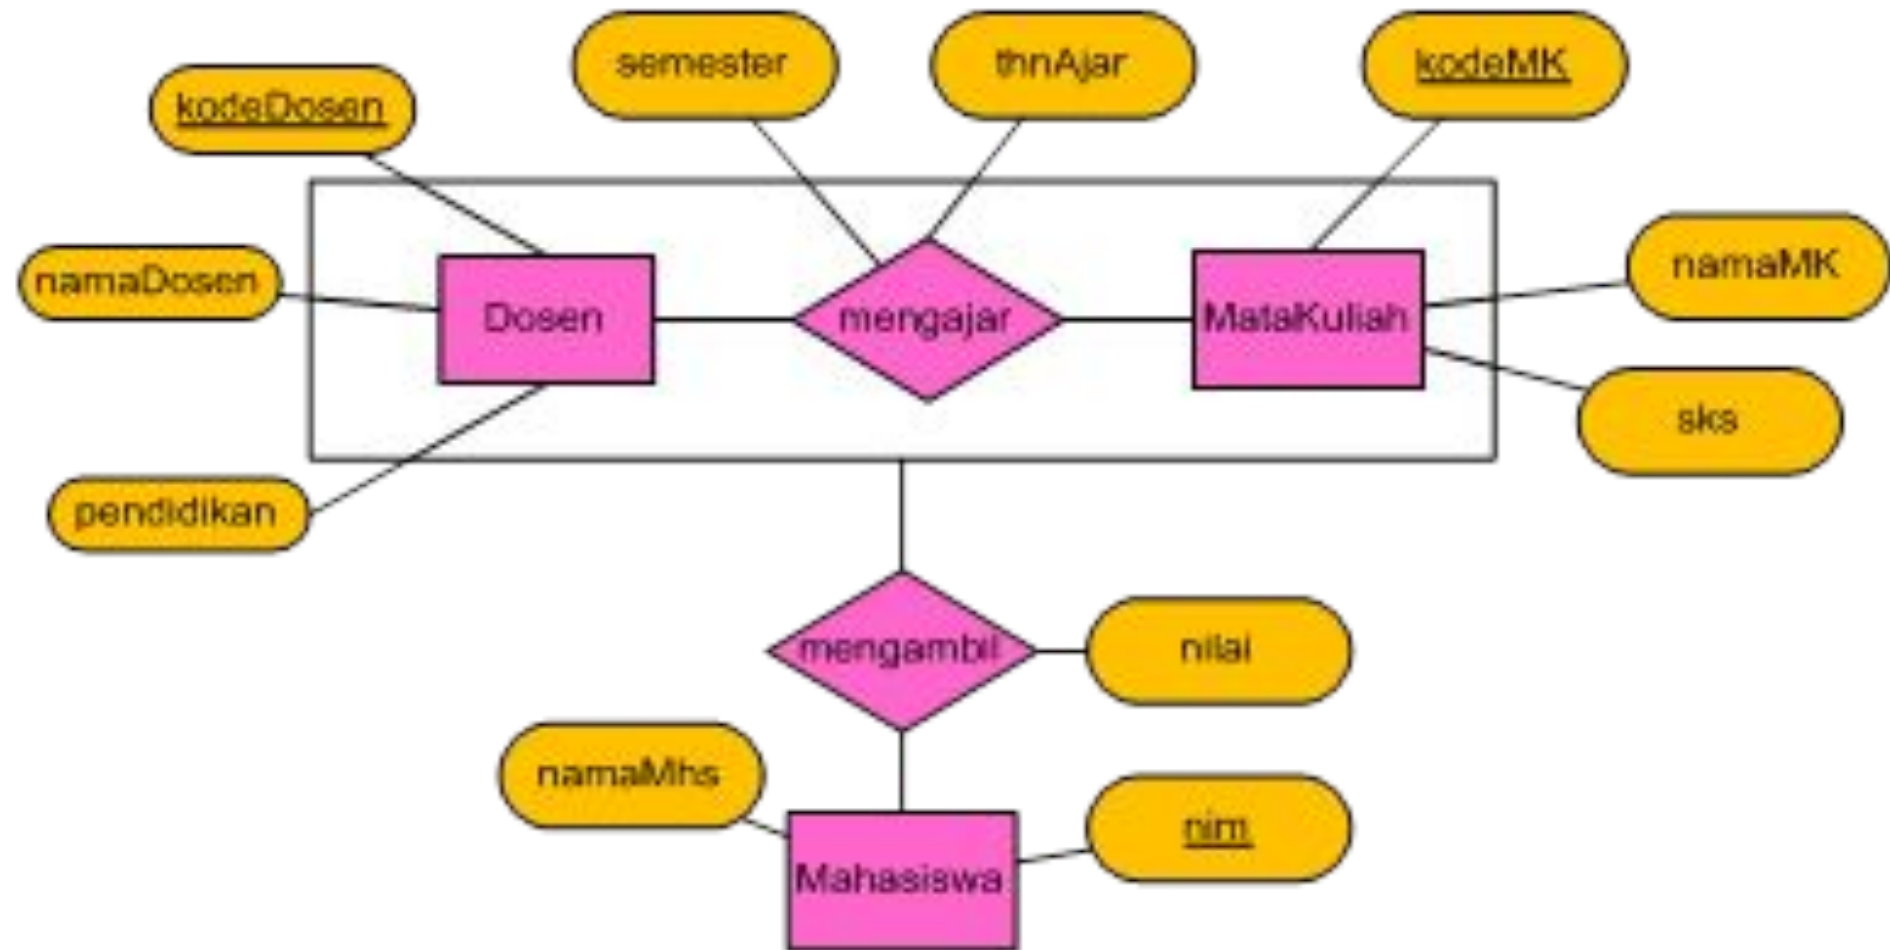 semester
thnAjar
kodeMK
kodeDosen
namaDosen
Dosen
mengajar
MataKuliah
namaMK
sks
pendidikan
mengambil
nilai
namaMhs
nim
Mahasiswa